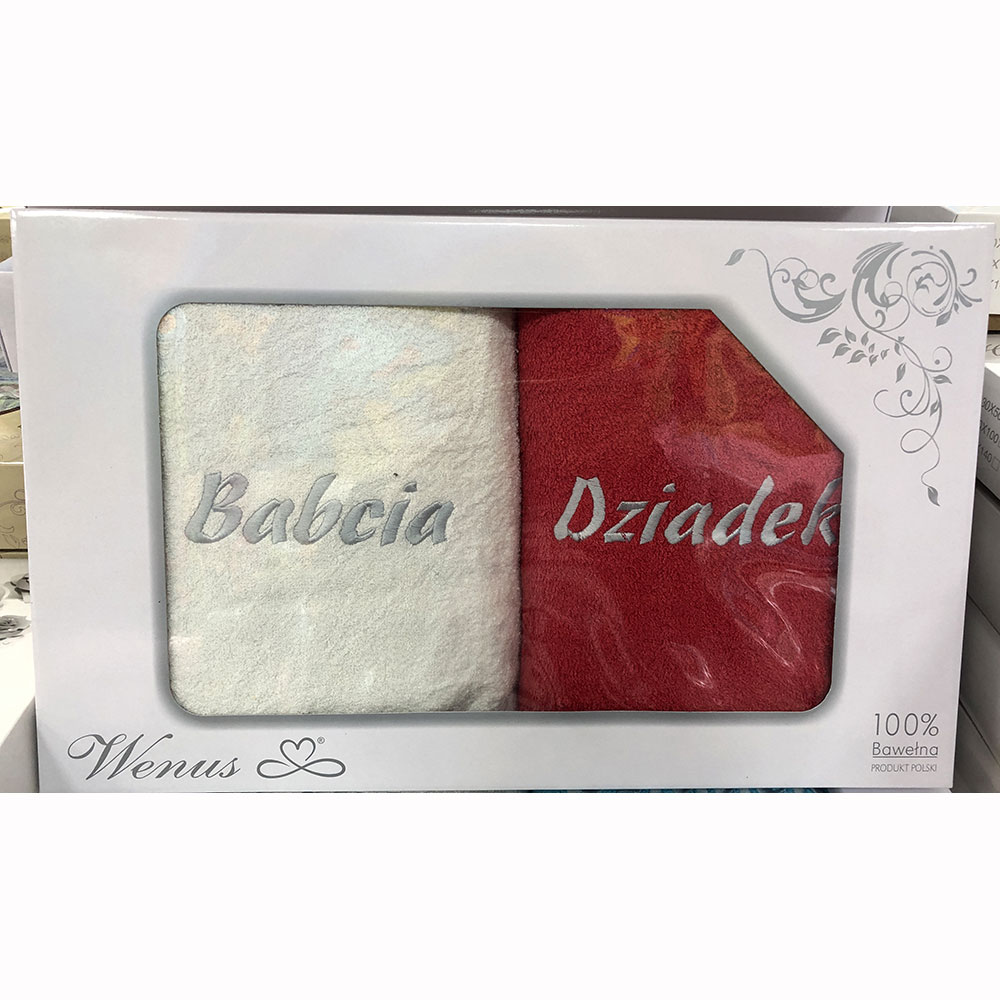 Babcia
Dziadek
Wenus ®
100%
Bawełna
PRODUKT POLSKI